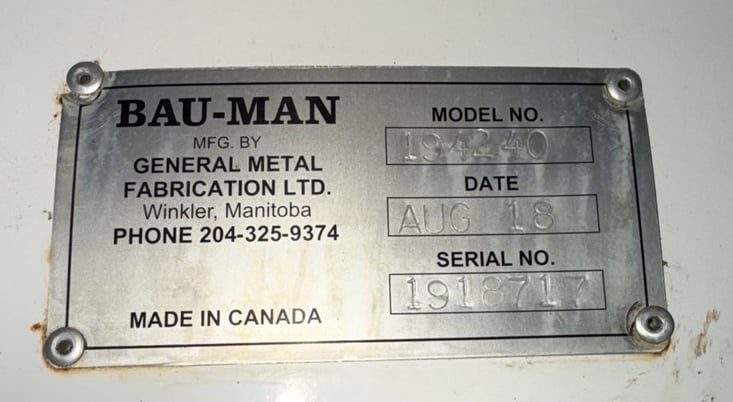 BAU-MAN
MFG. BY
GENERAL METAL
FABRICATION LTD.
Winkler, Manitoba
PHONE 204-325-9374
MADE IN CANADA
MODEL NO.
194240
DATE
AUG 18
SERIAL NO.
1918717